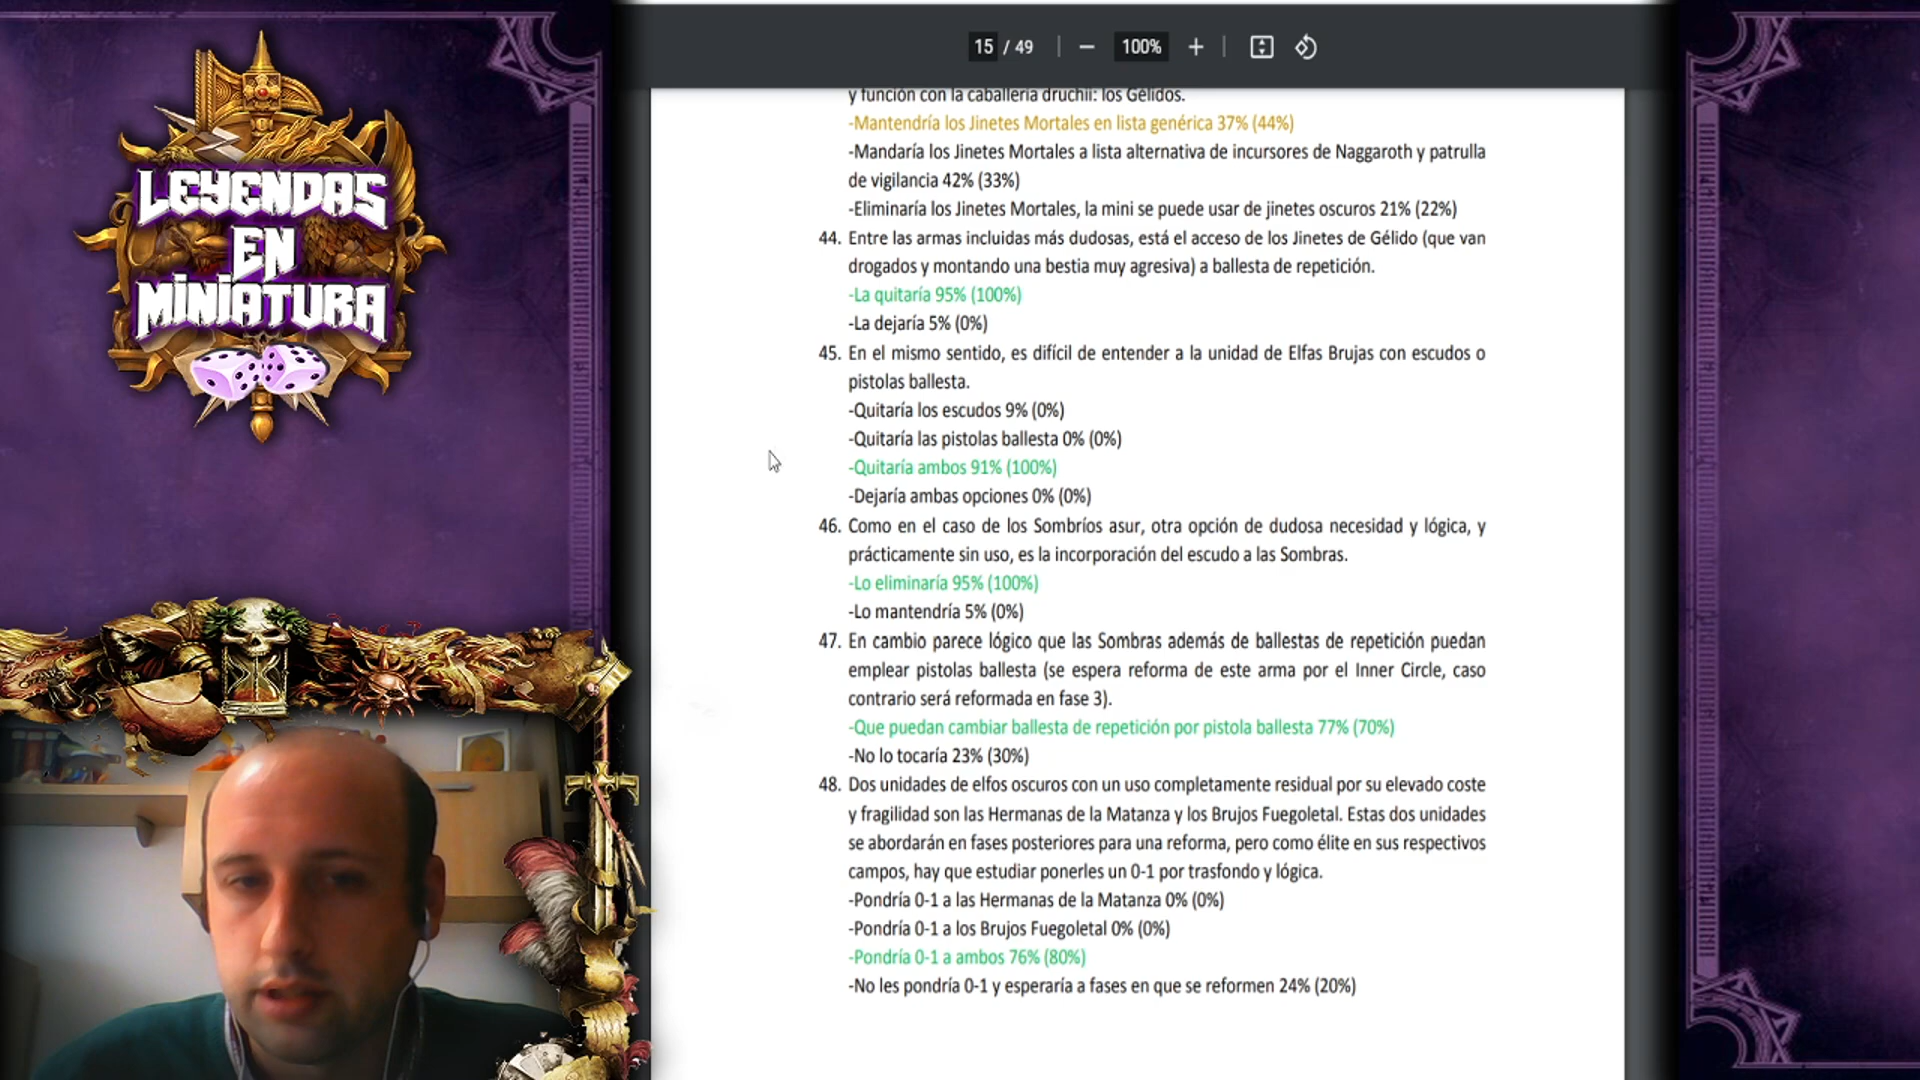 LEYENDAS
EN
MINIATURA
15 / 49
100%
y función con la caballería druchii: los Gélidos.
-Mantendría los Jinetes Mortales en lista genérica 37% (44%)
-Mandaría los Jinetes Mortales a lista alternativa de incursores de Naggaroth y patrulla
de vigilancia 42% (33%)
-Eliminaría los Jinetes Mortales, la mini se puede usar de jinetes oscuros 21% (22%)
44. Entre las armas incluidas más dudosas, está el acceso de los Jinetes de Gélido (que van
drogados y montando una bestia muy agresiva) a ballesta de repetición.
-La quitaría 95% (100%)
-La dejaría 5% (0%)
45. En el mismo sentido, es difícil de entender a la unidad de Elfas Brujas con escudos o
pistolas ballesta.
-Quitaría los escudos 9% (0%)
-Quitaría las pistolas ballesta 0% (0%)
-Quitaría ambos 91% (100%)
-Dejaría ambas opciones 0% (0%)
46. Como en el caso de los Sombríos asur, otra opción de dudosa necesidad y lógica, y
prácticamente sin uso, es la incorporación del escudo a las Sombras.
-Lo eliminaría 95% (100%)
-Lo mantendría 5% (0%)
47. En cambio parece lógico que las Sombras además de ballestas de repetición puedan
emplear pistolas ballesta (se espera reforma de este arma por el Inner Circle, caso
contrario será reformada en fase 3).
-Que puedan cambiar ballesta de repetición por pistola ballesta 77% (70%)
-No lo tocaría 23% (30%)
48. Dos unidades de elfos oscuros con un uso completamente residual por su elevado coste
y fragilidad son las Hermanas de la Matanza y los Brujos Fuegoletal. Estas dos unidades
se abordarán en fases posteriores para una reforma, pero como élite en sus respectivos
campos, hay que estudiar ponerles un 0-1 por trasfondo y lógica.
-Pondría 0-1 a las Hermanas de la Matanza 0% (0%)
-Pondría 0-1 a los Brujos Fuegoletal 0% (0%)
-Pondría 0-1 a ambos 76% (80%)
-No les pondría 0-1 y esperaría a fases en que se reformen 24% (20%)